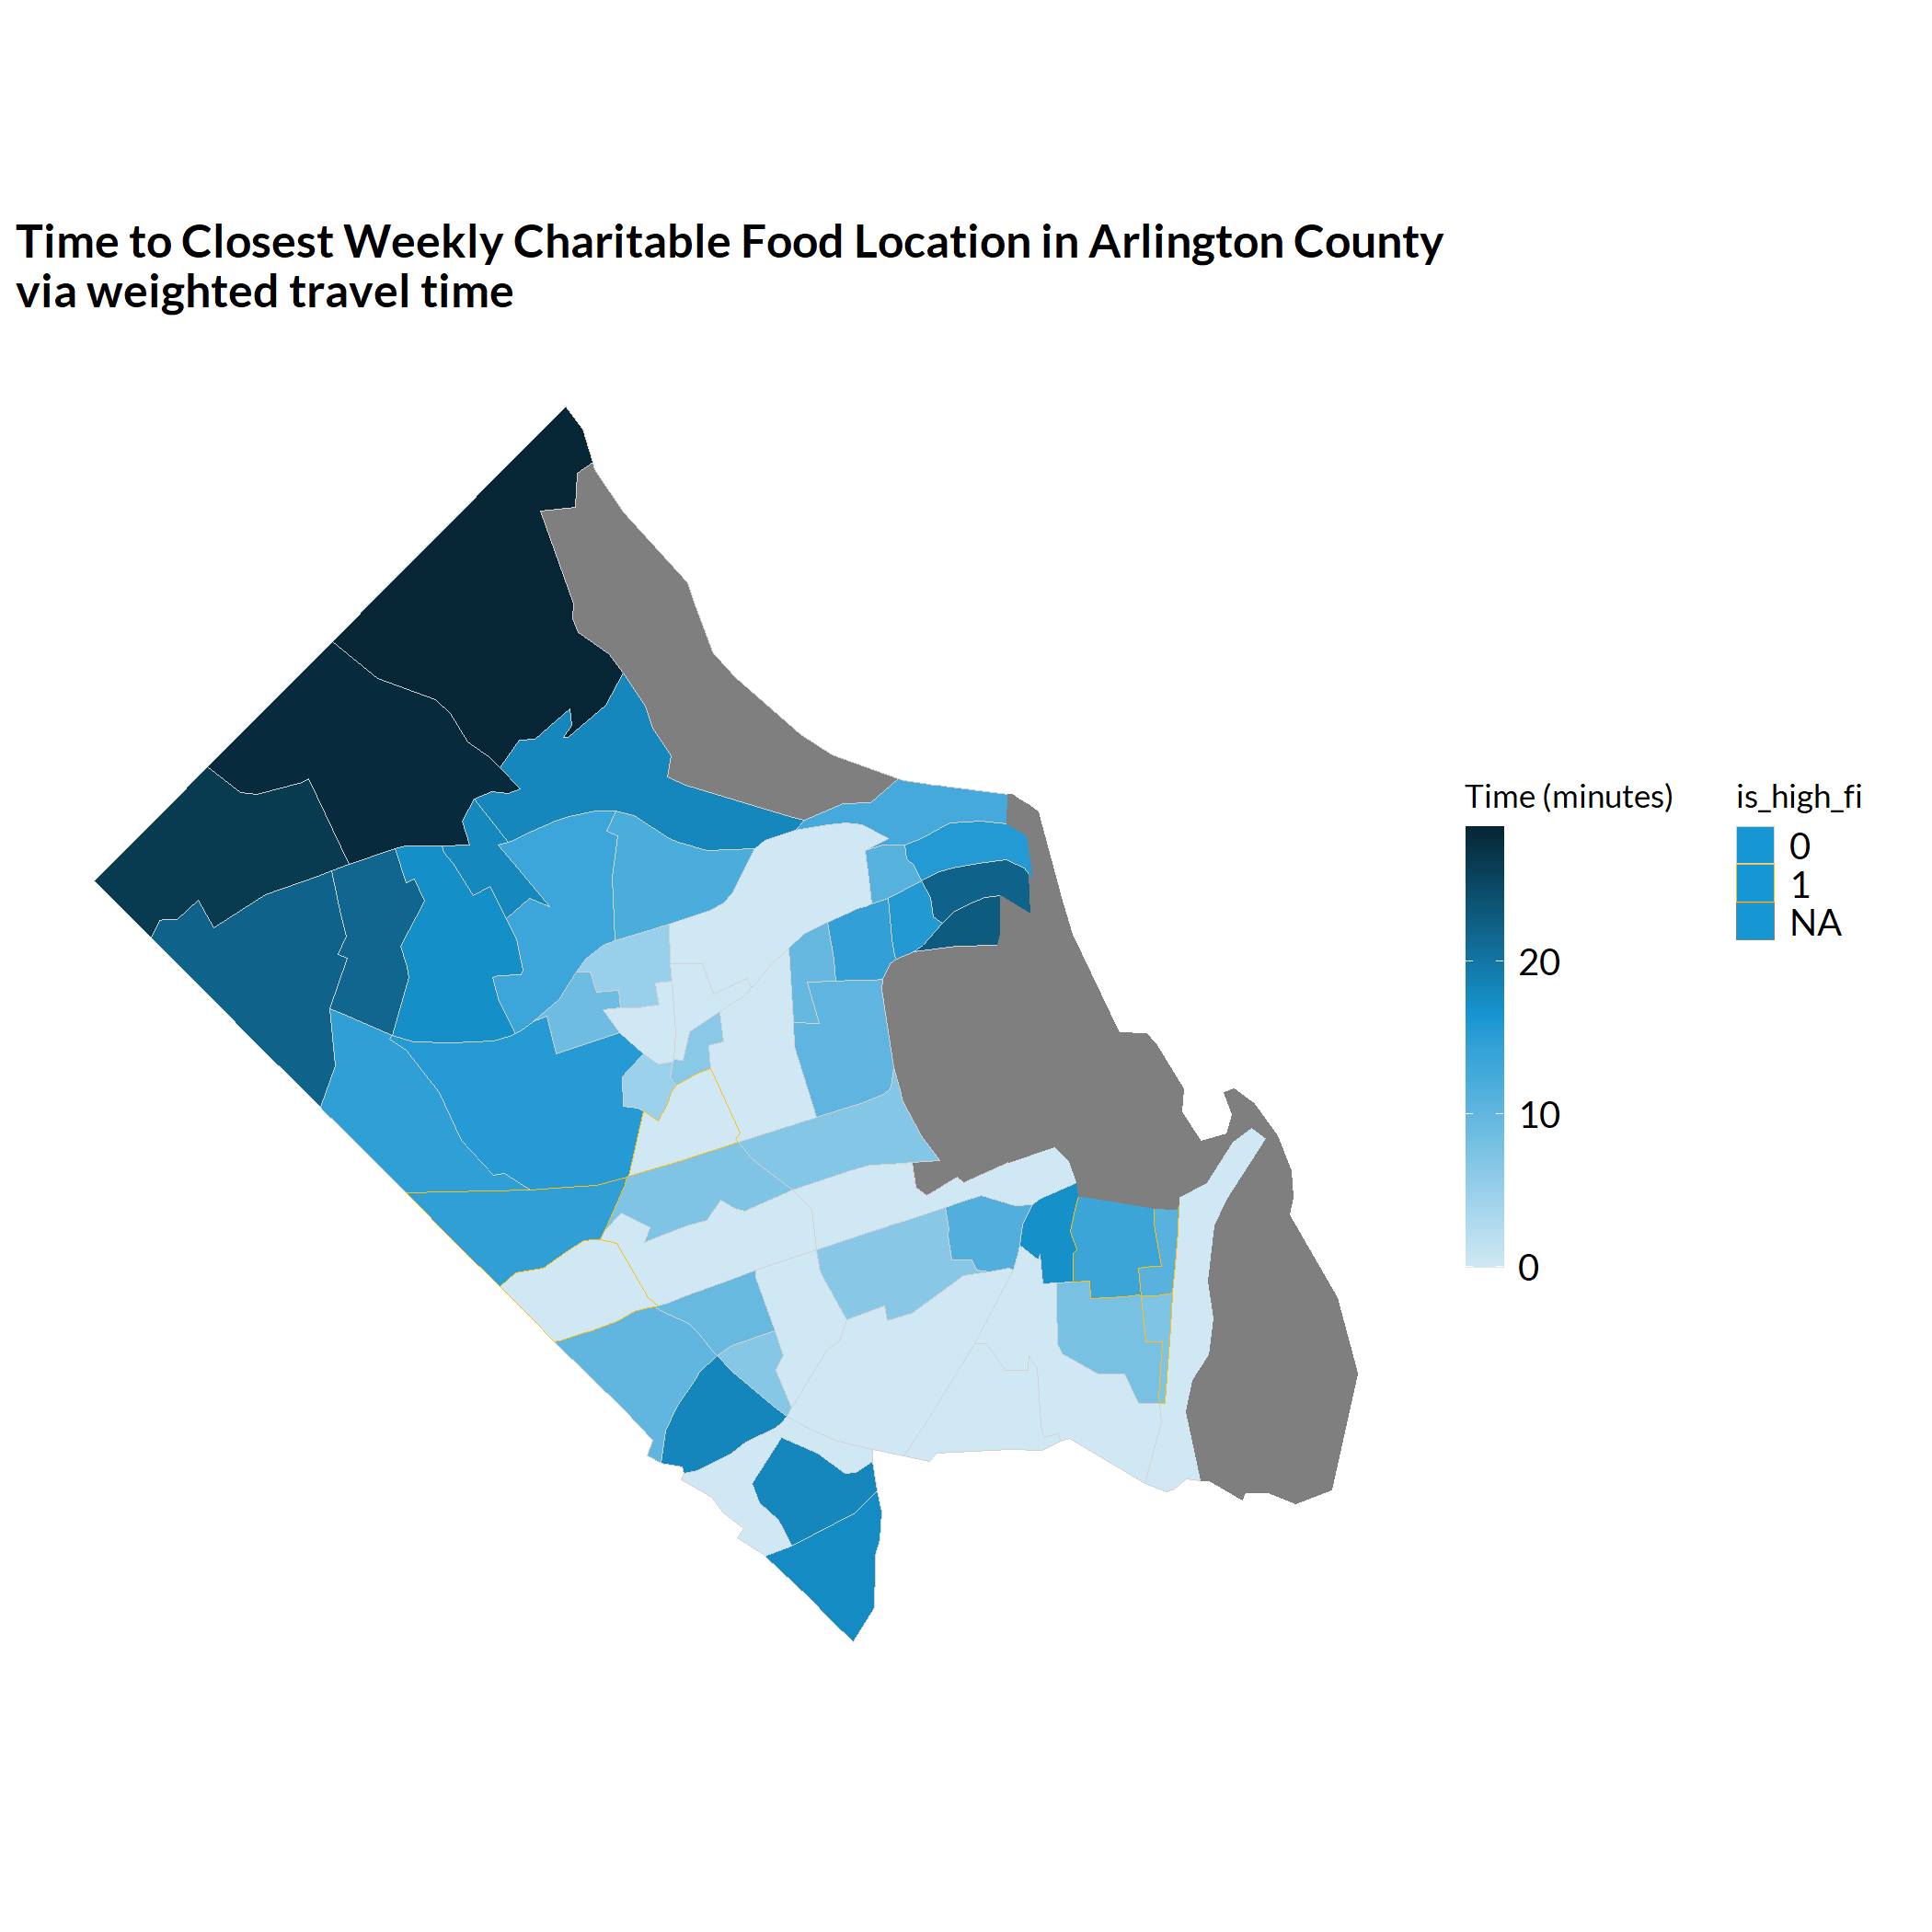 Time to Closest Weekly Charitable Food Location in Arlington County
via weighted travel time
Time (minutes)
20
10
0
is_high_fi
0
1
NA